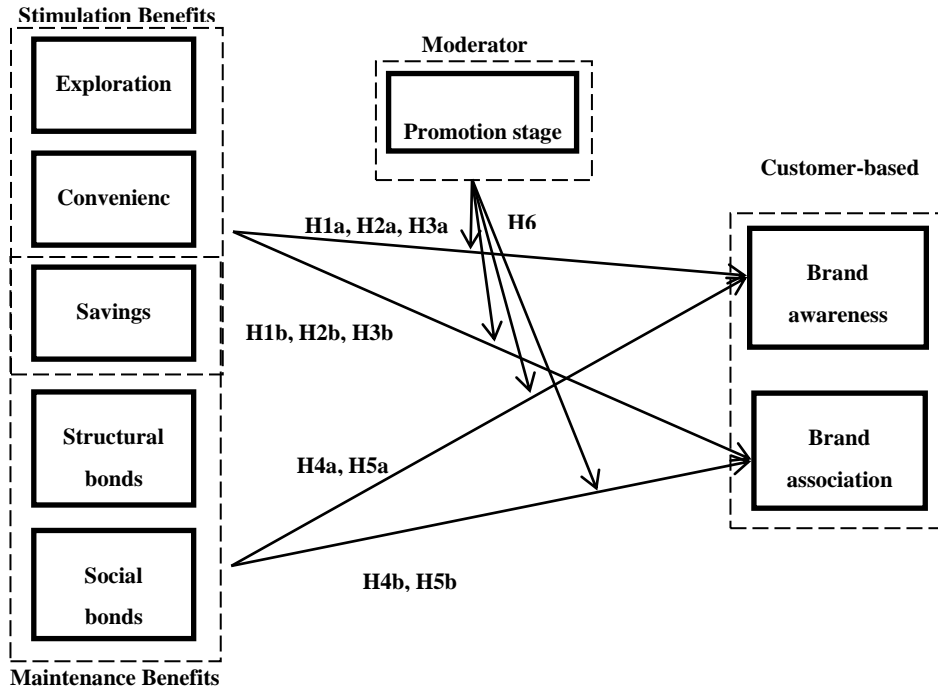 Stimulation Benefits
Exploration
Convenienc
Savings
Structural
bonds
Social
bonds
Maintenance Benefits
Moderator
Promotion stage
H6
H1a, H2a, H3a
H1b, H2b, H3b
H4a, H5a
H4b, H5b
Customer-based
Brand
awareness
Brand
association